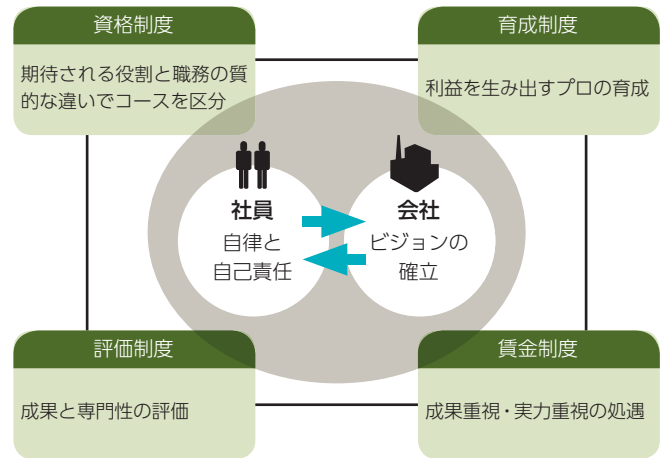 資格制度
期待される役割と職務の質
的な違いでコースを区分
育成制度
利益を生み出すプロの育成
社員
自律と
自己責任
会社
ビジョンの
確立
評価制度
成果と専門性の評価
賃金制度
成果重視・実力重視の処遇